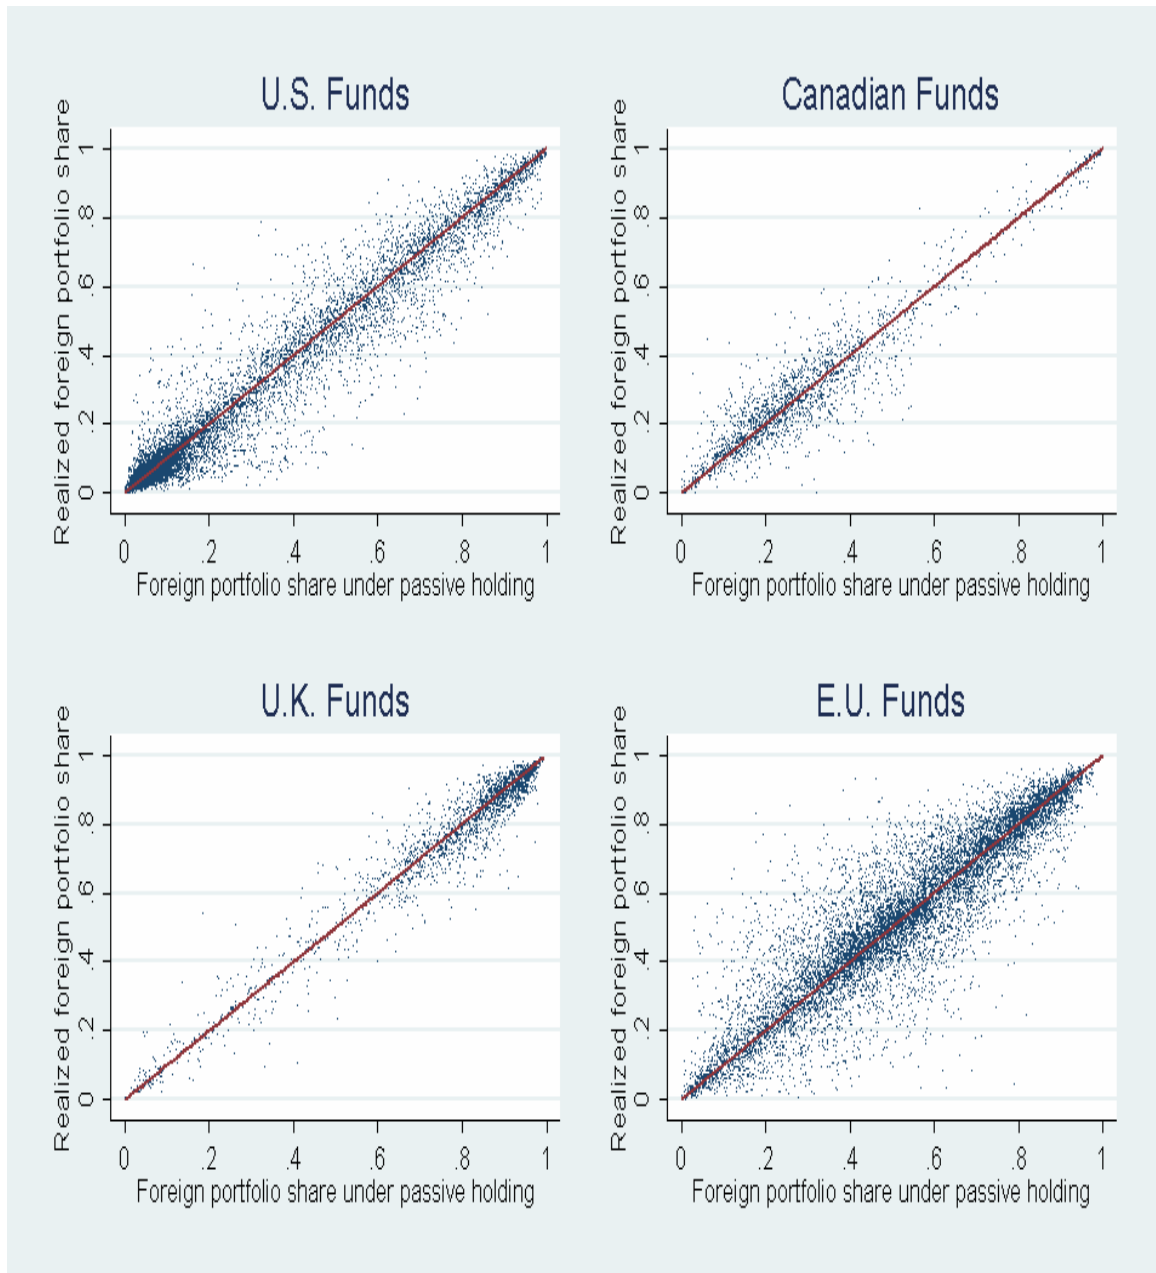 U.S. Funds
Realized foreign portfolio share
0 .2 .4 .6 .8 1
0 .2 .4 .6 .8 1
Foreign portfolio share under passive holding
Canadian Funds
Realized foreign portfolio share
0 .2 .4 .6 .8 1
0 .2 .4 .6 .8 1
Foreign portfolio share under passive holding
U.K. Funds
Realized foreign portfolio share
0 .2 .4 .6 .8 1
0 .2 .4 .6 .8 1
Foreign portfolio share under passive holding
E.U. Funds
Realized foreign portfolio share
0 .2 .4 .6 .8 1
0 .2 .4 .6 .8 1
Foreign portfolio share under passive holding